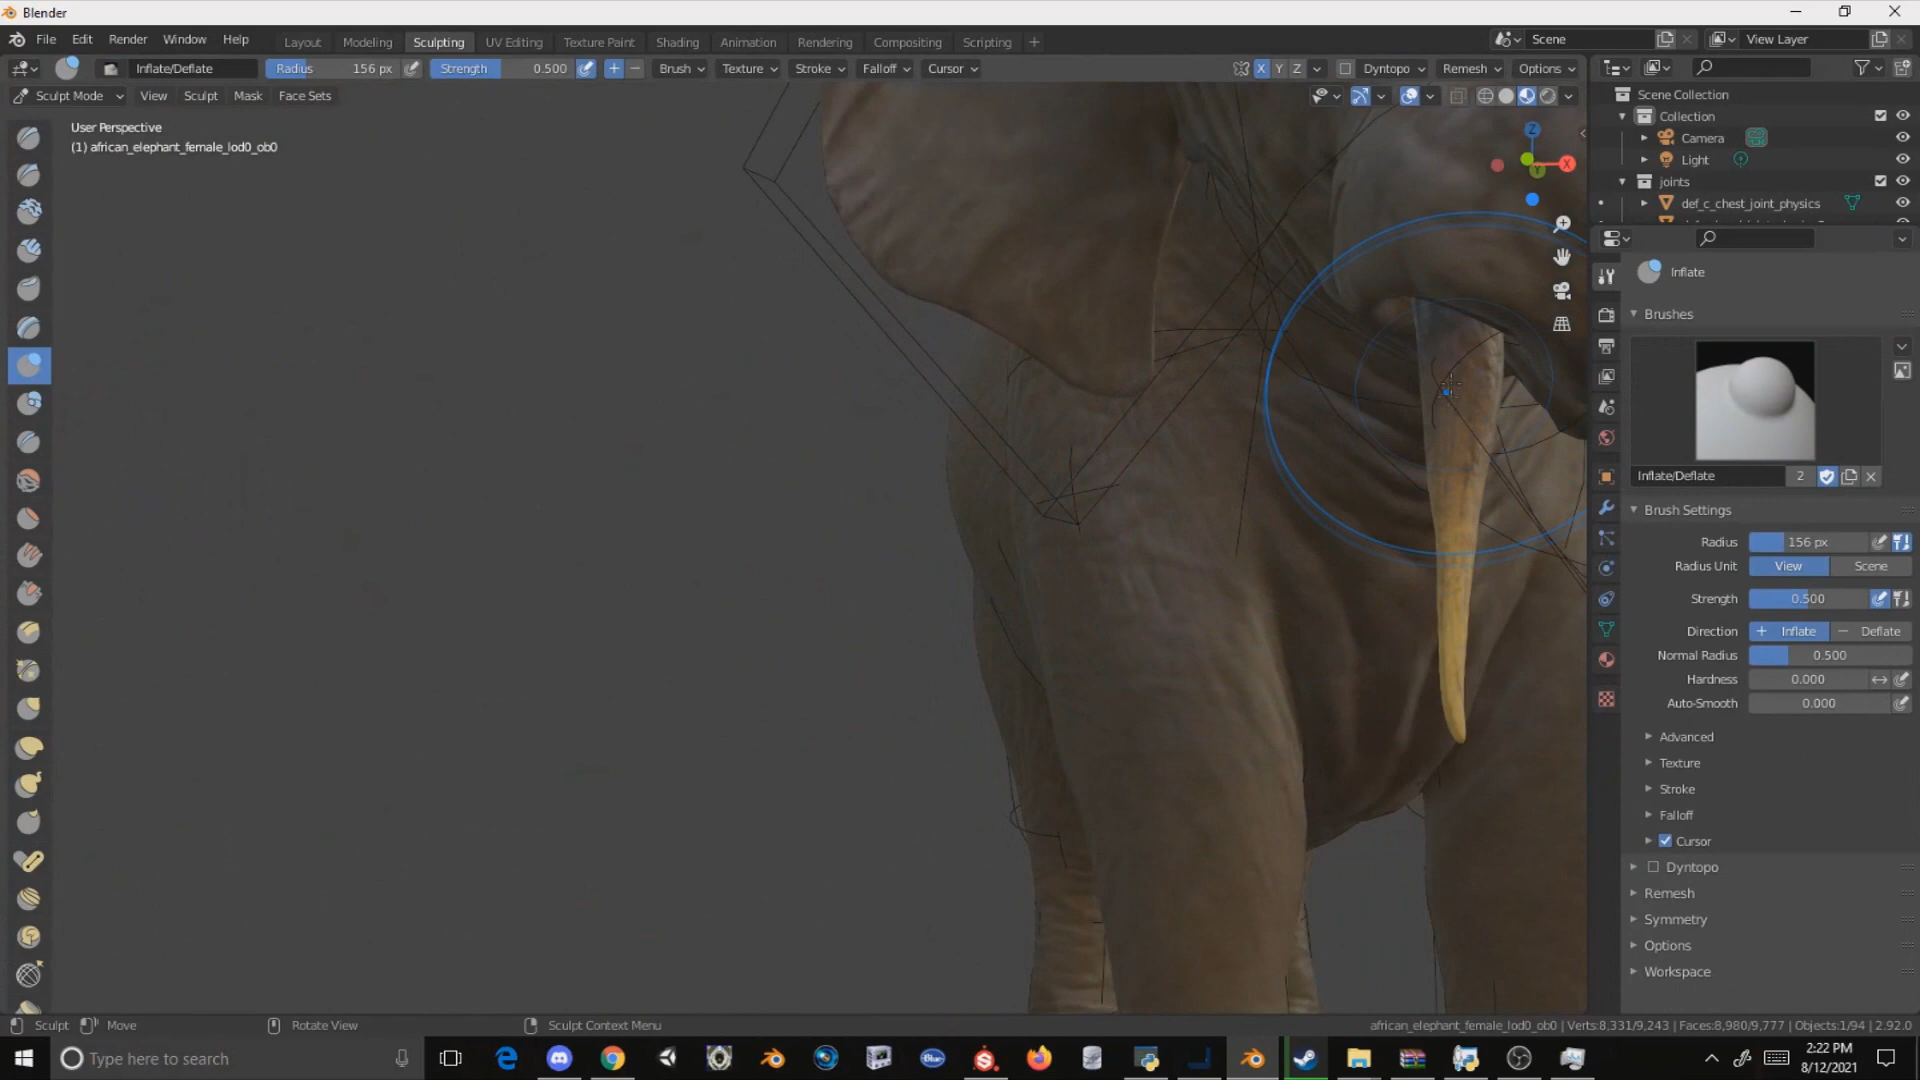 Blender
File Edit Render Window Help Layout Modeling Sculpting UV Editing Texture Paint Shading Animation Rendering Compositing Scripting + Scene View Layer
Inflate/Deflate Radius 156 px Strength 0.500 + − Brush Texture Stroke Falloff Cursor X Y Z Dyntopo Remesh Options
Sculpt Mode View Sculpt Mask Face Sets
User Perspective
(1) african_elephant_female_lod0_ob0
Z
X
Y
Scene Collection
Collection
Camera
Light
joints
def_c_chest_joint_physics
Inflate
Brushes
Inflate/Deflate 2
Brush Settings
Radius 156 px
Radius Unit View Scene
Strength 0.500
Direction + Inflate − Deflate
Normal Radius 0.500
Hardness 0.000
Auto-Smooth 0.000
Advanced
Texture
Stroke
Falloff
Cursor
Dyntopo
Remesh
Symmetry
Options
Workspace
Sculpt Move Rotate View Sculpt Context Menu african_elephant_female_lod0_ob0 | Verts:8,331/9,243 | Faces:8,980/9,777 | Objects:1/94 | 2.92.0
Type here to search
Blue
2:22 PM
8/12/2021